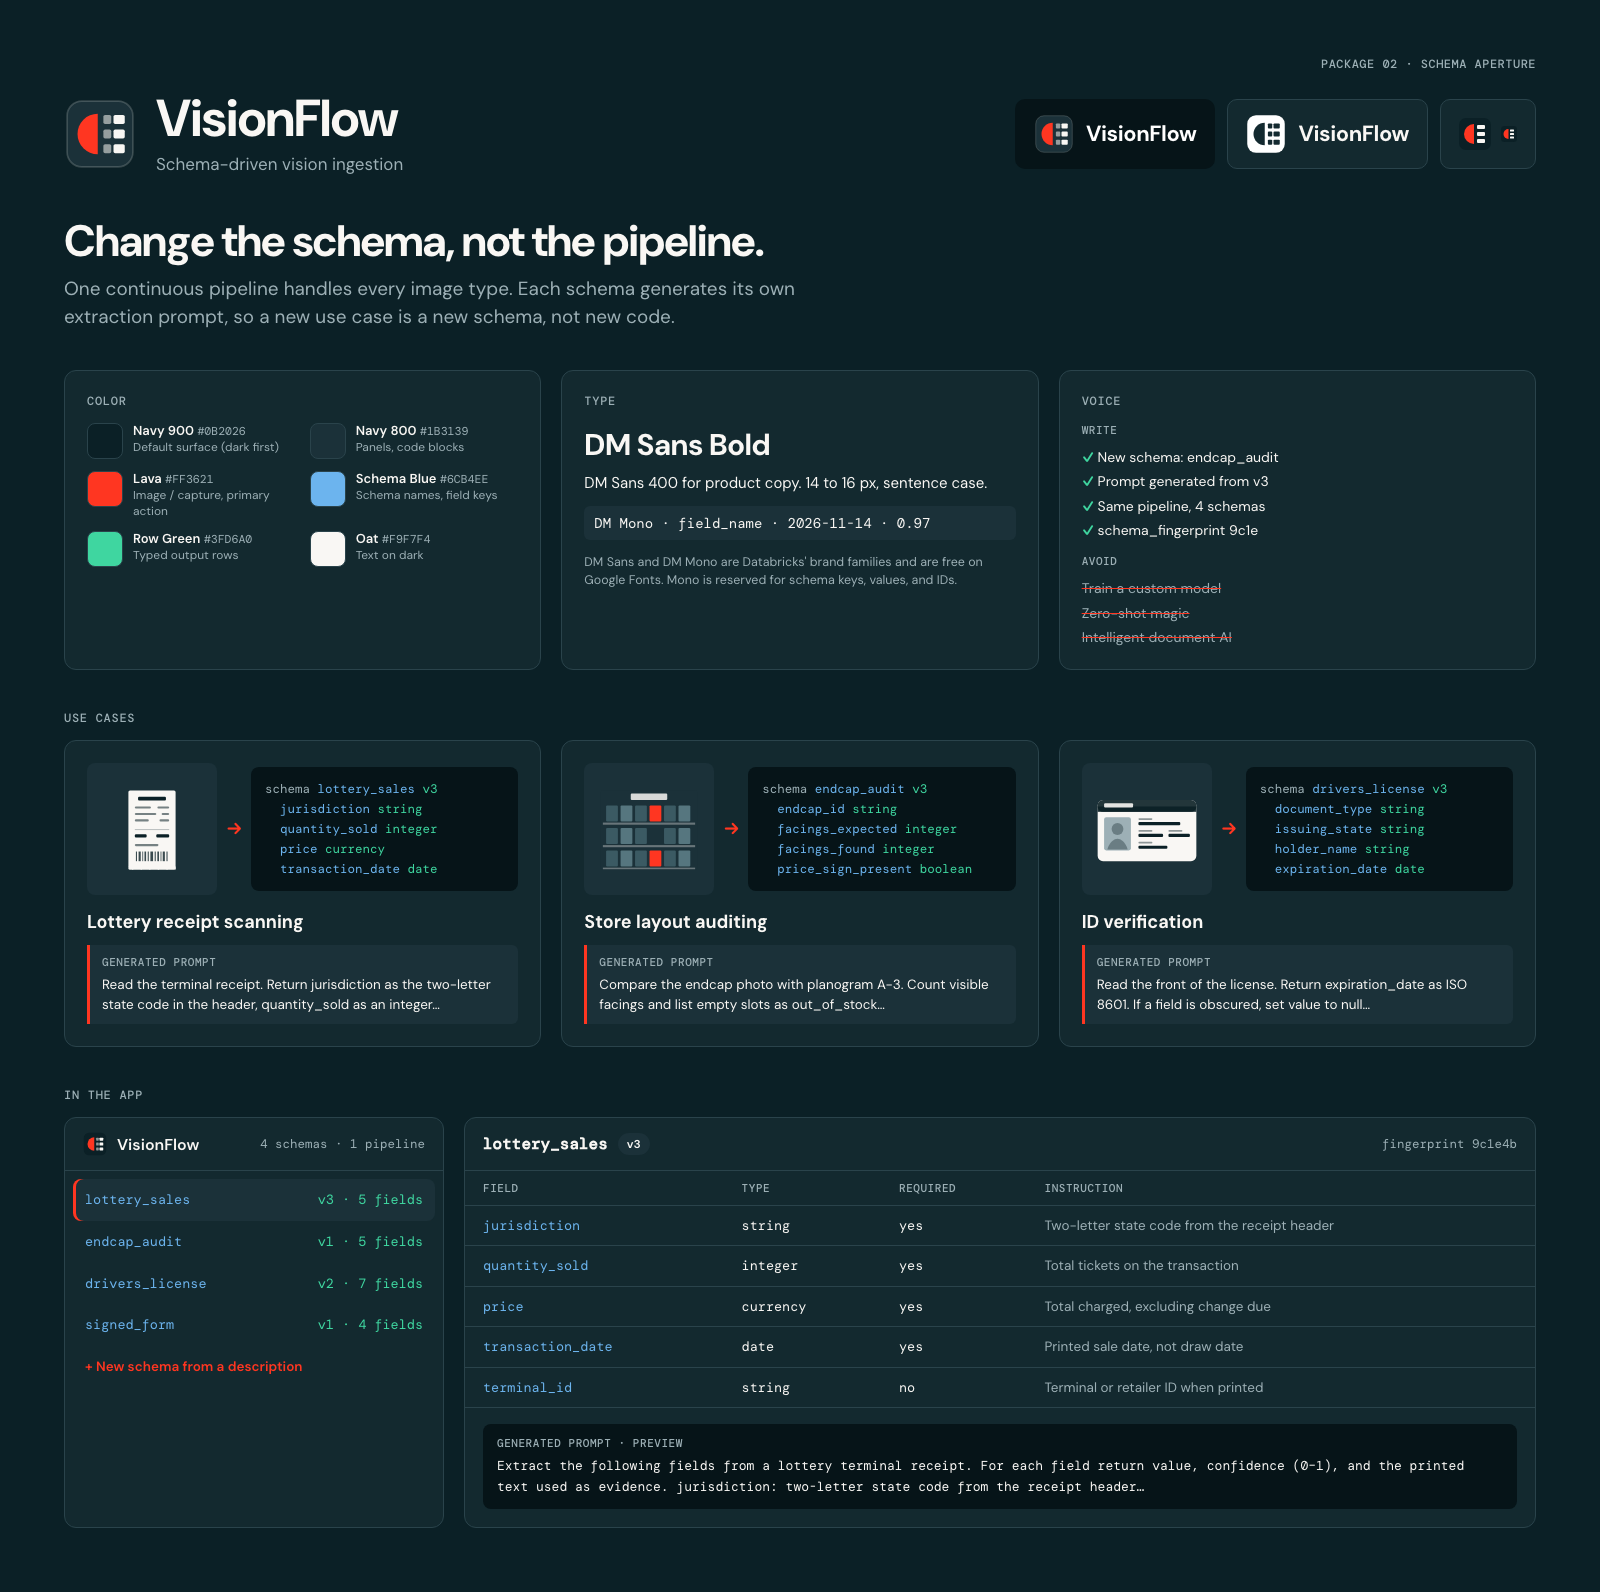 PACKAGE 02 · SCHEMA APERTURE
VisionFlow
Schema-driven vision ingestion
VisionFlow
VisionFlow
Change the schema, not the pipeline.
One continuous pipeline handles every image type. Each schema generates its own
extraction prompt, so a new use case is a new schema, not new code.
COLOR
Navy 900 #0B2026
Default surface (dark first)
Navy 800 #1B3139
Panels, code blocks
Lava #FF3621
Image / capture, primary
action
Schema Blue #6CB4EE
Schema names, field keys
Row Green #3FD6A0
Typed output rows
Oat #F9F7F4
Text on dark
TYPE
DM Sans Bold
DM Sans 400 for product copy. 14 to 16 px, sentence case.
DM Mono · field_name · 2026-11-14 · 0.97
DM Sans and DM Mono are Databricks' brand families and are free on
Google Fonts. Mono is reserved for schema keys, values, and IDs.
VOICE
WRITE
✓ New schema: endcap_audit
✓ Prompt generated from v3
✓ Same pipeline, 4 schemas
✓ schema_fingerprint 9c1e
AVOID
Train a custom model
Zero-shot magic
Intelligent document AI
USE CASES
→
schema lottery_sales v3
jurisdiction string
quantity_sold integer
price currency
transaction_date date
Lottery receipt scanning
GENERATED PROMPT
Read the terminal receipt. Return jurisdiction as the two-letter
state code in the header, quantity_sold as an integer…
→
schema endcap_audit v3
endcap_id string
facings_expected integer
facings_found integer
price_sign_present boolean
Store layout auditing
GENERATED PROMPT
Compare the endcap photo with planogram A-3. Count visible
facings and list empty slots as out_of_stock…
→
schema drivers_license v3
document_type string
issuing_state string
holder_name string
expiration_date date
ID verification
GENERATED PROMPT
Read the front of the license. Return expiration_date as ISO
8601. If a field is obscured, set value to null…
IN THE APP
VisionFlow
4 schemas · 1 pipeline
lottery_sales v3 · 5 fields
endcap_audit v1 · 5 fields
drivers_license v2 · 7 fields
signed_form v1 · 4 fields
+ New schema from a description
lottery_sales v3
fingerprint 9c1e4b
FIELD TYPE REQUIRED INSTRUCTION
jurisdiction string yes Two-letter state code from the receipt header
quantity_sold integer yes Total tickets on the transaction
price currency yes Total charged, excluding change due
transaction_date date yes Printed sale date, not draw date
terminal_id string no Terminal or retailer ID when printed
GENERATED PROMPT · PREVIEW
Extract the following fields from a lottery terminal receipt. For each field return value, confidence (0-1), and the printed
text used as evidence. jurisdiction: two-letter state code from the receipt header…